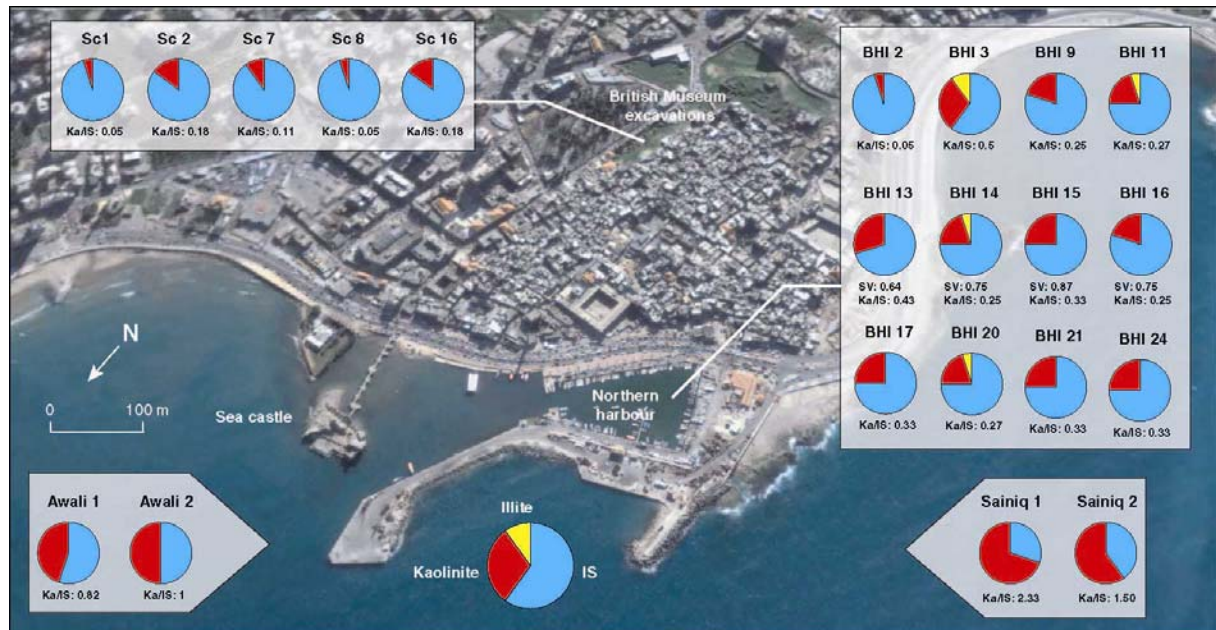 Sc1 Sc 2 Sc 7 Sc 8 Sc 16
Ka/IS: 0.05 Ka/IS: 0.18 Ka/IS: 0.11 Ka/IS: 0.05 Ka/IS: 0.18
British Museum
excavations
BHI 2 BHI 3 BHI 9 BHI 11
Ka/IS: 0.05 Ka/IS: 0.5 Ka/IS: 0.25 Ka/IS: 0.27
BHI 13 BHI 14 BHI 15 BHI 16
SV: 0.64 SV: 0.75 SV: 0.87 SV: 0.75
Ka/IS: 0.43 Ka/IS: 0.25 Ka/IS: 0.33 Ka/IS: 0.25
BHI 17 BHI 20 BHI 21 BHI 24
Ka/IS: 0.33 Ka/IS: 0.27 Ka/IS: 0.33 Ka/IS: 0.33
N
0 100 m
Sea castle
Northern
harbour
Awali 1 Awali 2
Ka/IS: 0.82 Ka/IS: 1
Illite
Kaolinite IS
Sainiq 1 Sainiq 2
Ka/IS: 2.33 Ka/IS: 1.50